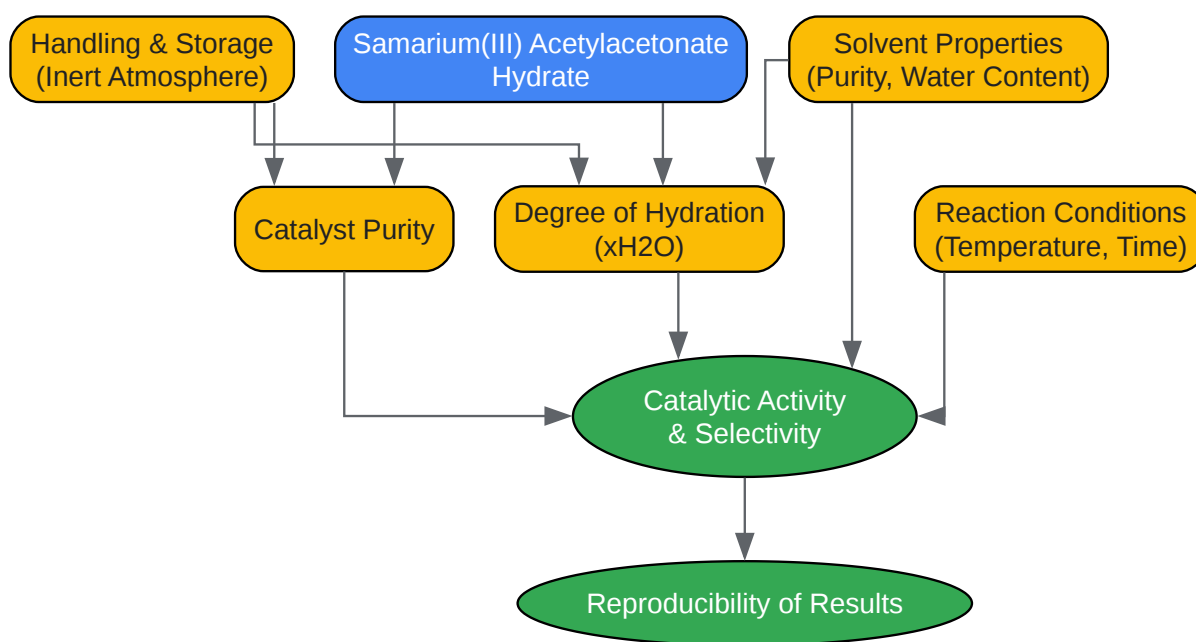 Handling & Storage
(Inert Atmosphere)
Samarium(III) Acetylacetonate
Hydrate
Solvent Properties
(Purity, Water Content)
Catalyst Purity
Degree of Hydration
(xH2O)
Reaction Conditions
(Temperature, Time)
Catalytic Activity
& Selectivity
Reproducibility of Results